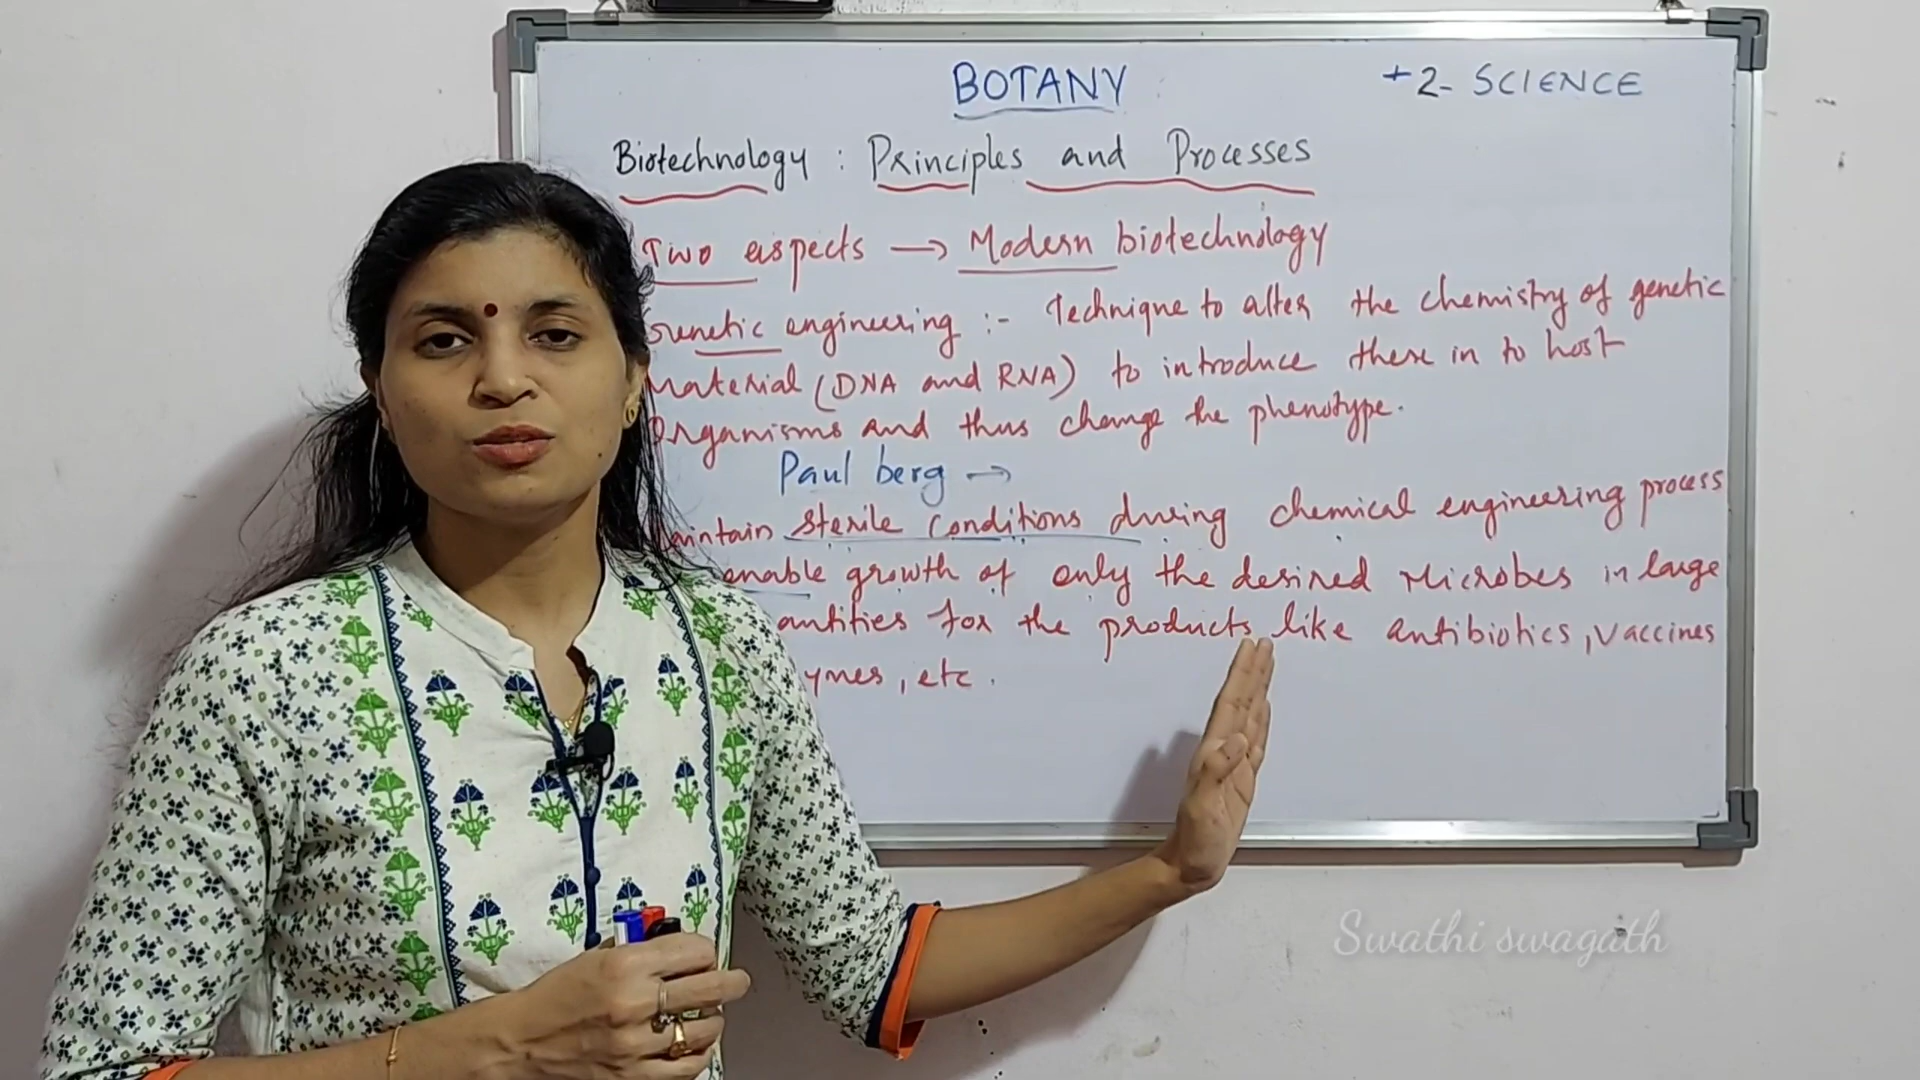 BOTANY
+2- SCIENCE
Biotechnology : Principles and Processes
Two aspects → Modern biotechnology
Genetic engineering :- Technique to alter the chemistry of genetic
Material (DNA and RNA) to introduce these in to host
Organisms and thus change the phenotype.
Paul berg →
aintain sterile conditions during chemical engineering process
enable growth of only the desired Microbes in large
antities for the products like antibiotics, vaccines
ymes, etc.
Swathi swagath